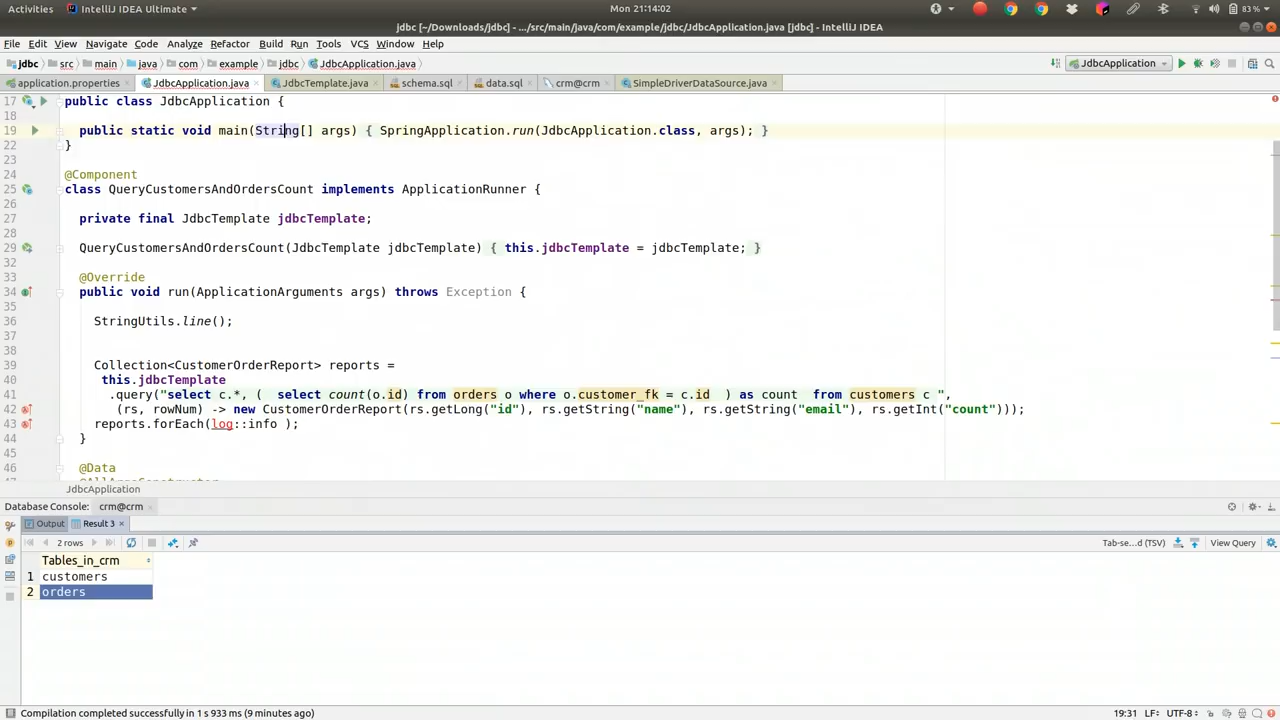 Activities IntelliJ IDEA Ultimate Mon 21:14:02 83 %
jdbc [~/Downloads/jdbc] - .../src/main/java/com/example/jdbc/JdbcApplication.java [jdbc] - IntelliJ IDEA
File Edit View Navigate Code Analyze Refactor Build Run Tools VCS Window Help
jdbc src main java com example jdbc JdbcApplication.java JdbcApplication
application.properties JdbcApplication.java JdbcTemplate.java schema.sql data.sql crm@crm SimpleDriverDataSource.java
17 public class JdbcApplication {
18
19 public static void main(String[] args) { SpringApplication.run(JdbcApplication.class, args); }
22 }
23
24 @Component
25 class QueryCustomersAndOrdersCount implements ApplicationRunner {
26
27 private final JdbcTemplate jdbcTemplate;
28
29 QueryCustomersAndOrdersCount(JdbcTemplate jdbcTemplate) { this.jdbcTemplate = jdbcTemplate; }
32
33 @Override
34 public void run(ApplicationArguments args) throws Exception {
35
36 StringUtils.line();
37
38
39 Collection<CustomerOrderReport> reports =
40 this.jdbcTemplate
41 .query("select c.*, ( select count(o.id) from orders o where o.customer_fk = c.id ) as count from customers c ",
42 (rs, rowNum) -> new CustomerOrderReport(rs.getLong("id"), rs.getString("name"), rs.getString("email"), rs.getInt("count")));
43 reports.forEach(log::info );
44 }
45
46 @Data
47 @AllArgsConstructor
JdbcApplication
Database Console: crm@crm
Output Result 3
2 rows Tab-se...d (TSV) View Query
Tables_in_crm
1 customers
2 orders
Compilation completed successfully in 1 s 933 ms (9 minutes ago) 19:31 LF÷ UTF-8÷